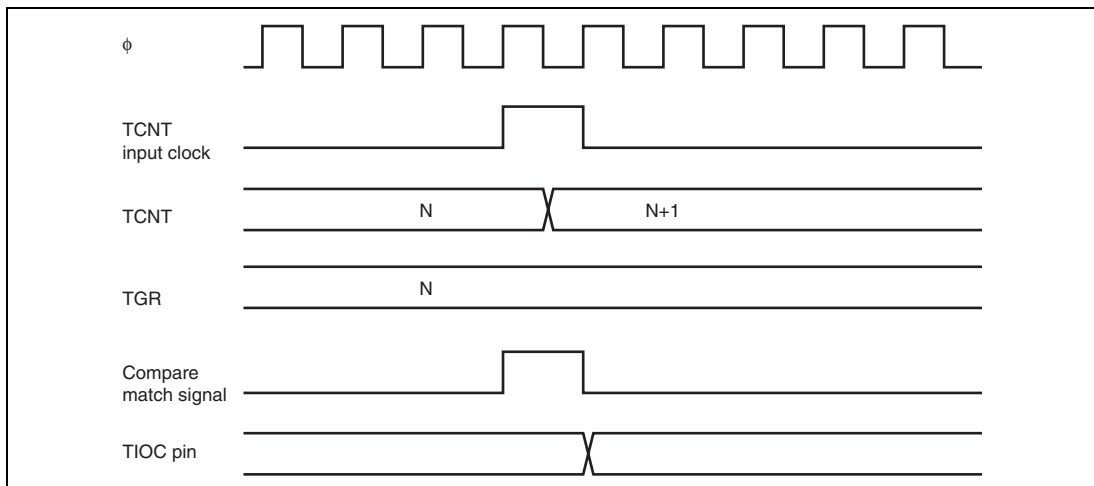 ϕ
TCNT
input clock
TCNT
N
N+1
TGR
N
Compare
match signal
TIOC pin